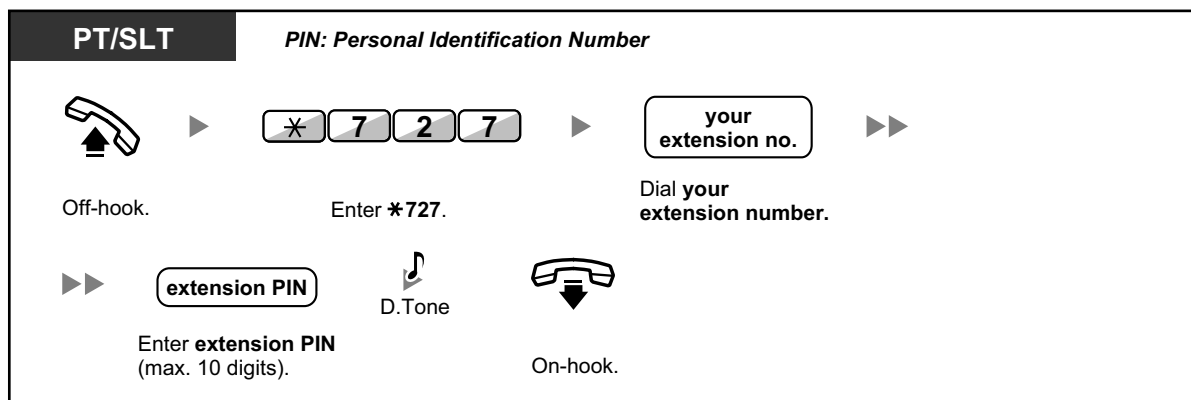 PT/SLT
PIN: Personal Identification Number
* 7 2 7
your
extension no.
Off-hook.
Enter *727.
Dial your
extension number.
extension PIN
D.Tone
Enter extension PIN
(max. 10 digits).
On-hook.